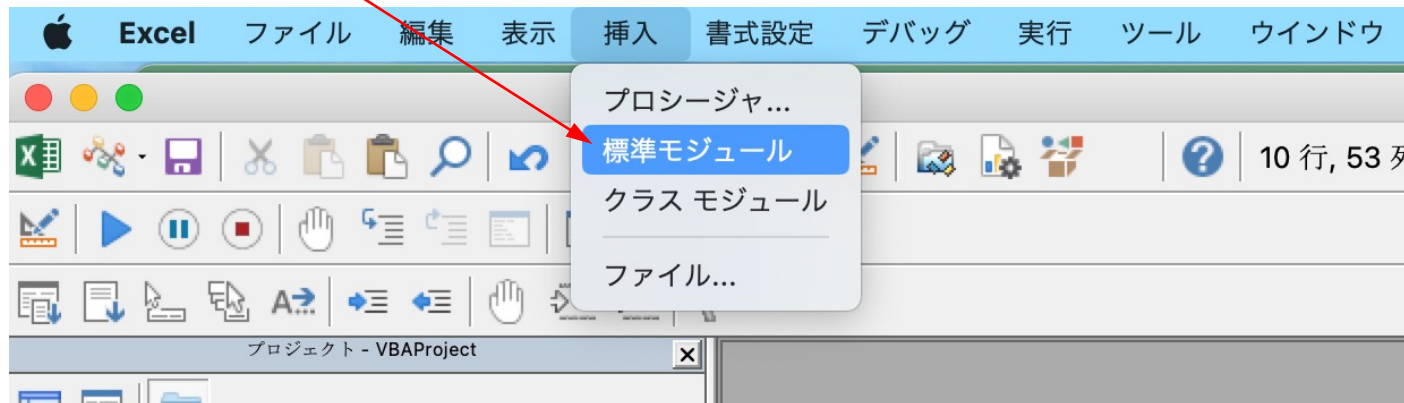 Excel ファイル 編集 表示 挿入 書式設定 デバッグ 実行 ツール ウインドウ
プロシージャ...
標準モジュール
10 行, 53 列
クラス モジュール
ファイル...
プロジェクト - VBAProject